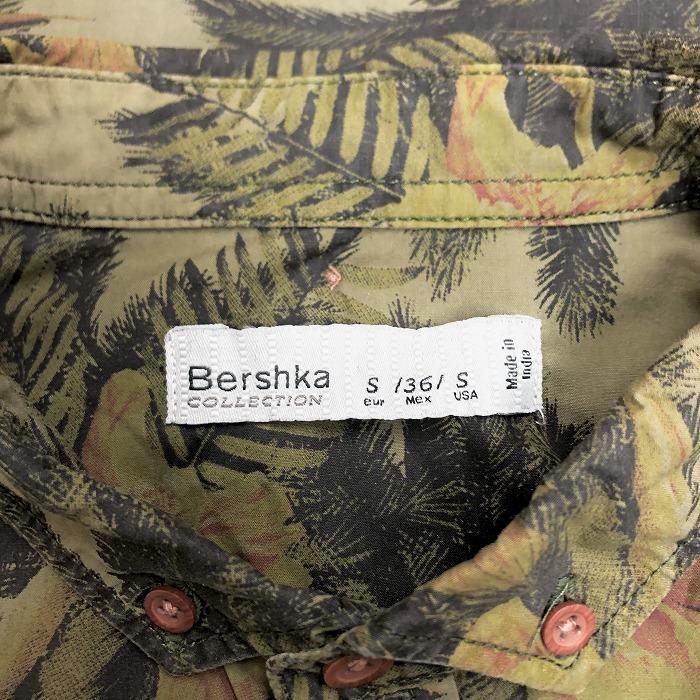 Bershka
COLLECTION
S /36/ S
eur Mex USA
Made in
India